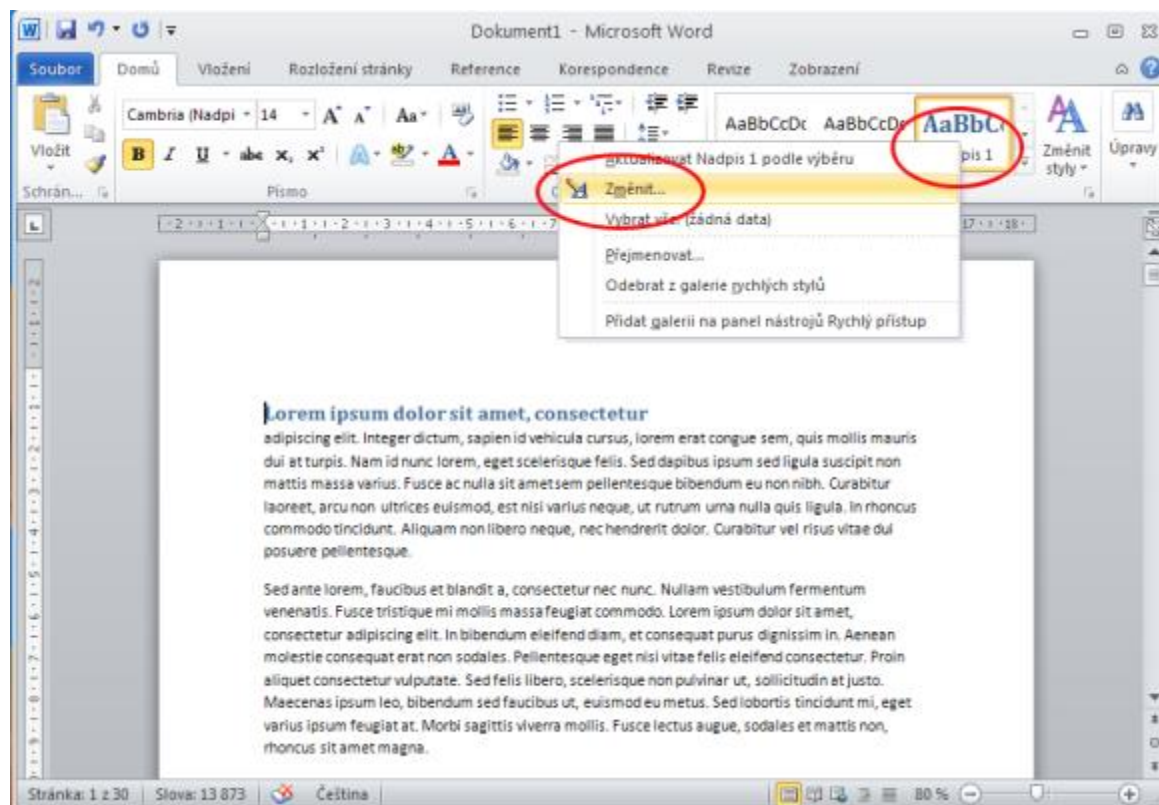 Dokument1 - Microsoft Word
Soubor Domů Vložení Rozložení stránky Reference Korespondence Revize Zobrazení
Cambria (Nadpi 14 A A Aa
AaBbCcDc AaBbCcDc AaBbCc
Vložit
B I U abc x₂ x² A A
pis 1
Změnit styly
Úpravy
Schrán... Písmo
Aktualizovat Nadpis 1 podle výběru
Změnit...
Vybrat vše: (žádná data)
Přejmenovat...
Odebrat z galerie rychlých stylů
Přidat galerii na panel nástrojů Rychlý přístup
Lorem ipsum dolor sit amet, consectetur
adipiscing elit. Integer dictum, sapien id vehicula cursus, lorem erat congue sem, quis mollis mauris
dui at turpis. Nam id nunc lorem, eget scelerisque felis. Sed dapibus ipsum sed ligula suscipit non
mattis massa varius. Fusce ac nulla sit amet sem pellentesque bibendum eu non nibh. Curabitur
laoreet, arcu non ultrices euismod, est nisi varius neque, ut rutrum urna nulla quis ligula. In rhoncus
commodo tincidunt. Aliquam non libero neque, nec hendrerit dolor. Curabitur vel risus vitae dui
posuere pellentesque.
Sed ante lorem, faucibus et blandit a, consectetur nec nunc. Nullam vestibulum fermentum
venenatis. Fusce tristique mi mollis massa feugiat commodo. Lorem ipsum dolor sit amet,
consectetur adipiscing elit. In bibendum eleifend diam, et consequat purus dignissim in. Aenean
molestie consequat erat non sodales. Pellentesque eget nisi vitae felis eleifend consectetur. Proin
aliquet consectetur vulputate. Sed felis libero, scelerisque non pulvinar ut, sollicitudin at justo.
Maecenas ipsum leo, bibendum sed faucibus ut, euismod eu metus. Sed lobortis tincidunt mi, eget
varius ipsum feugiat at. Morbi sagittis viverra mollis. Fusce lectus augue, sodales et mattis non,
rhoncus sit amet magna.
Stránka: 1 z 30 Slova: 13 873 Čeština 80 %